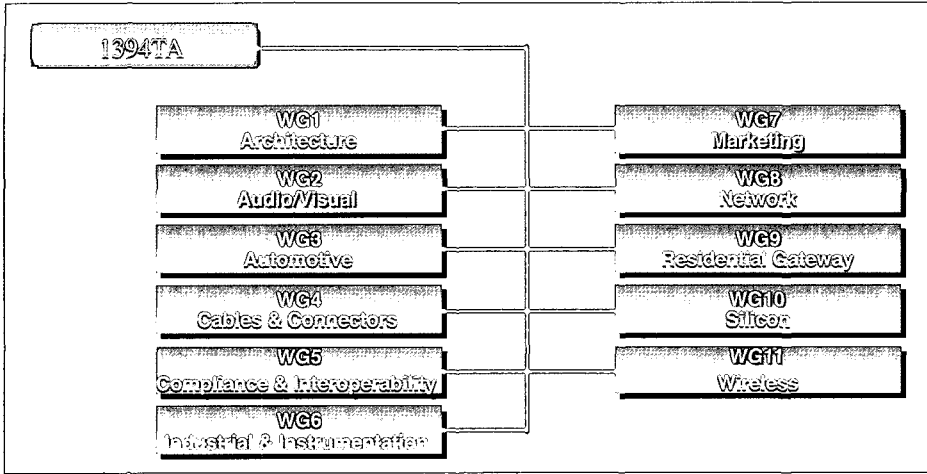 1394TA
WG1
Architecture
WG2
Audio/Visual
WG3
Automotive
WG4
Cables & Connectors
WG5
Compliance & Interoperability
WG6
Industrial & Instrumentation
WG7
Marketing
WG8
Network
WG9
Residential Gateway
WG10
Silicon
WG11
Wireless